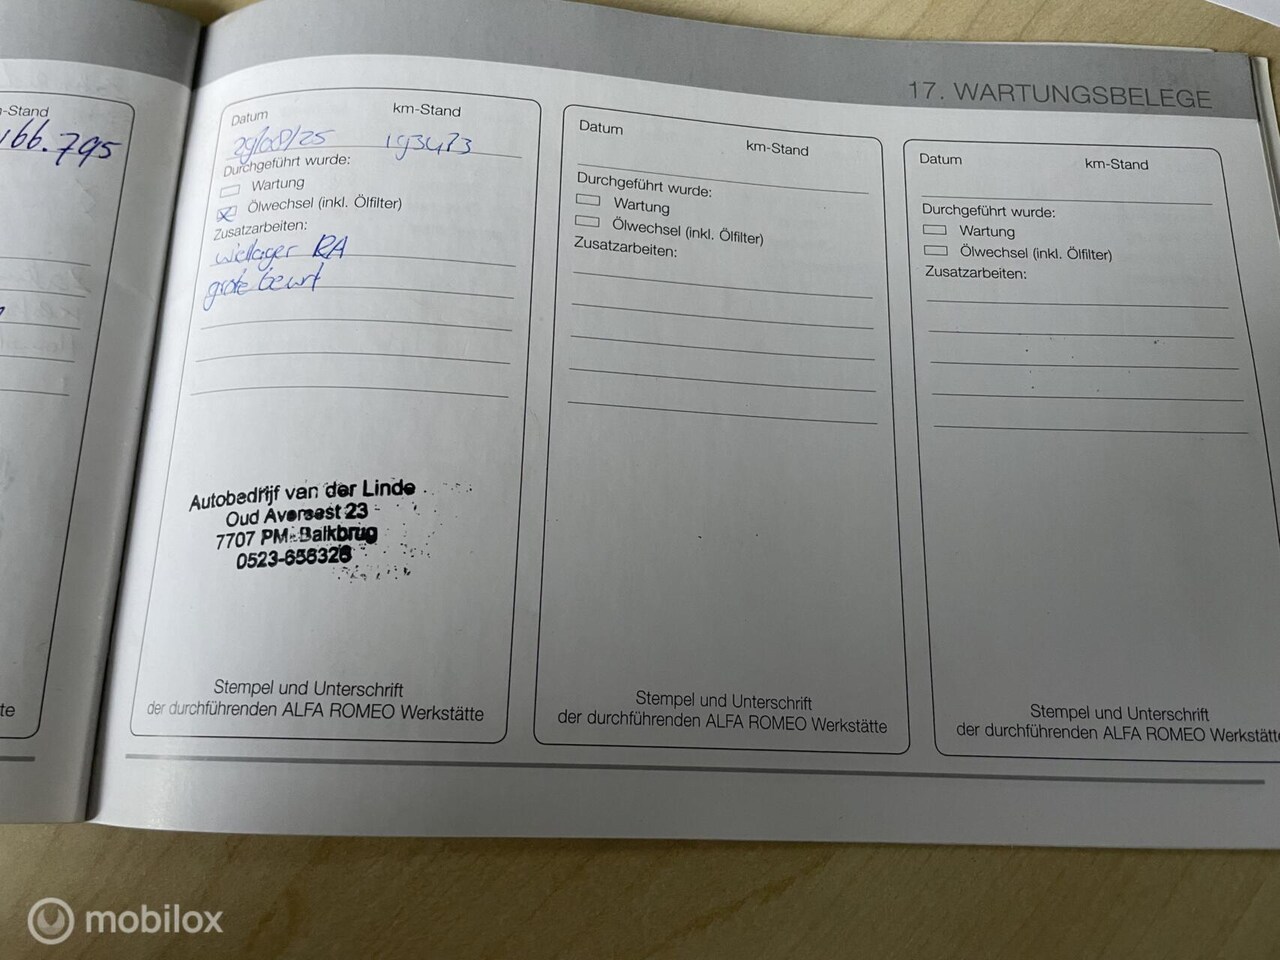 17. WARTUNGSBELEGE
-Stand
166.795
te
Datum km-Stand
29/08/25 193473
Durchgeführt wurde:
Wartung
Ölwechsel (inkl. Ölfilter)
Zusatzarbeiten:
wiellager RA
grote beurt
Autobedrijf van der Linde
Oud Avereest 23
7707 PM Balkbrug
0523-656326
Stempel und Unterschrift
der durchführenden ALFA ROMEO Werkstätte
Datum km-Stand
Durchgeführt wurde:
Wartung
Ölwechsel (inkl. Ölfilter)
Zusatzarbeiten:
Stempel und Unterschrift
der durchführenden ALFA ROMEO Werkstätte
Datum km-Stand
Durchgeführt wurde:
Wartung
Ölwechsel (inkl. Ölfilter)
Zusatzarbeiten:
Stempel und Unterschrift
der durchführenden ALFA ROMEO Werkstätte
mobilox